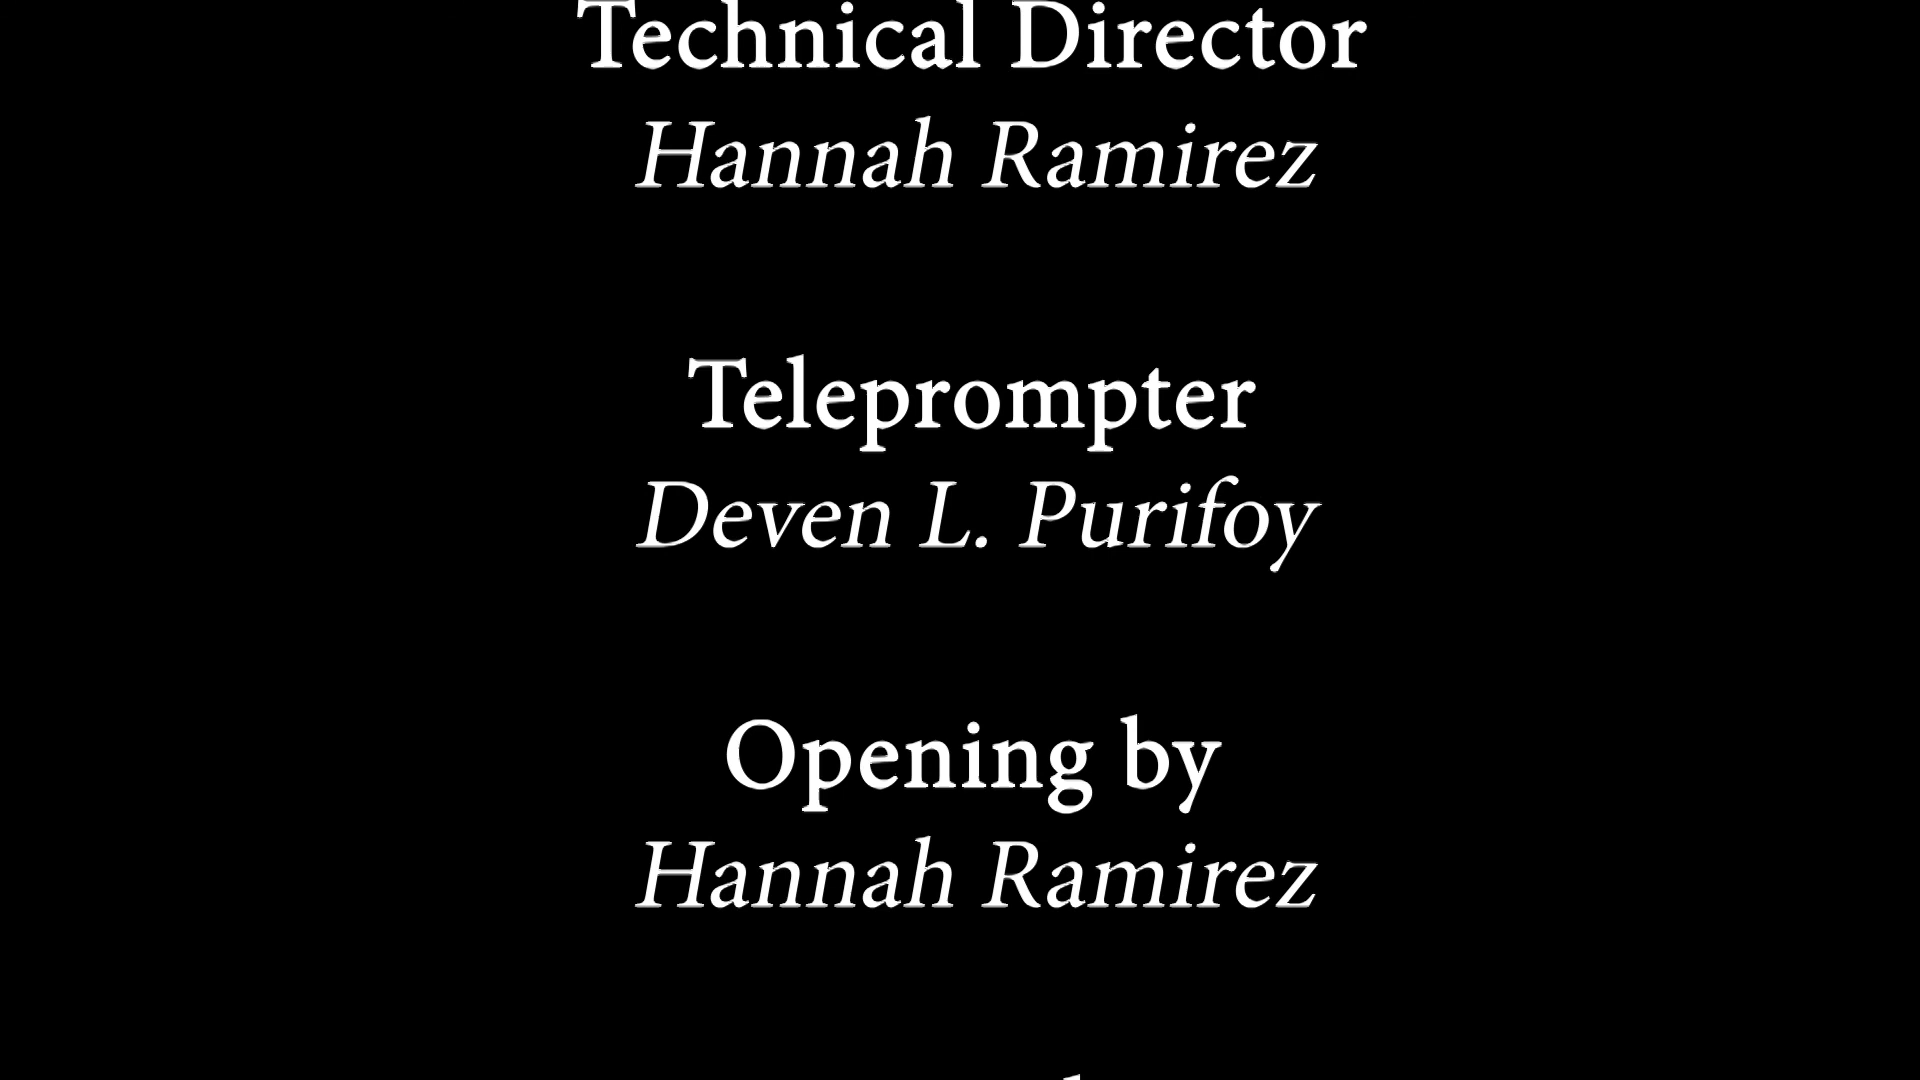 Technical Director
Hannah Ramirez
Teleprompter
Deven L. Purifoy
Opening by
Hannah Ramirez